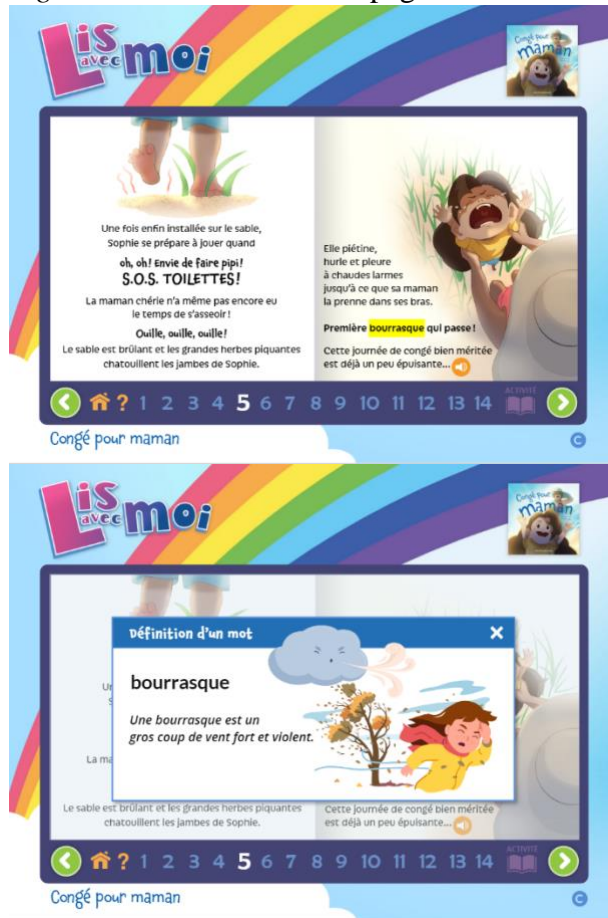 Lis
avec moi
Congé pour
maman
Une fois enfin installée sur le sable,
Sophie se prépare à jouer quand
oh, oh! Envie de faire pipi!
S.O.S. TOILETTES!
La maman chérie n'a même pas encore eu
le temps de s'asseoir!
Ouille, ouille, ouille!
Le sable est brûlant et les grandes herbes piquantes
chatouillent les jambes de Sophie.
Elle piétine,
hurle et pleure
à chaudes larmes
jusqu'à ce que sa maman
la prenne dans ses bras.
Première bourrasque qui passe!
Cette journée de congé bien méritée
est déjà un peu épuisante...
ACTIVITÉ
? 1 2 3 4 5 6 7 8 9 10 11 12 13 14
Congé pour maman
C
Lis
avec moi
Congé pour
maman
Définition d'un mot
bourrasque
Une bourrasque est un
gros coup de vent fort et violent.
U
La ma
Le sable est brûlant et les grandes herbes piquantes
chatouillent les jambes de Sophie.
Cette journée de congé bien méritée
est déjà un peu épuisante...
ACTIVITÉ
? 1 2 3 4 5 6 7 8 9 10 11 12 13 14
Congé pour maman
C